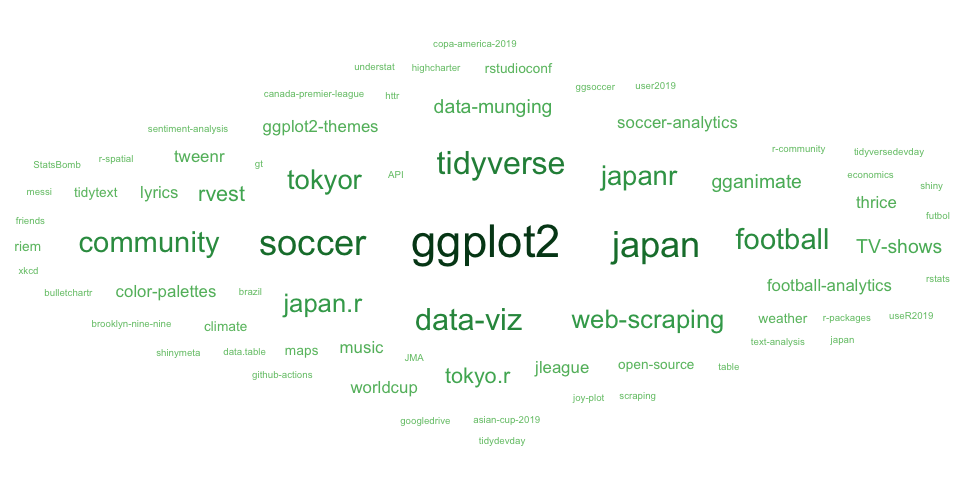 copa-america-2019
understat highcharter rstudioconf
ggsoccer user2019
canada-premier-league httr
data-munging
sentiment-analysis ggplot2-themes soccer-analytics
StatsBomb r-spatial tweenr gt tidyverse r-community tidyversedevday
tokyor API japanr gganimate economics shiny
messi tidytext lyrics rvest thrice
friends futbol
riem community soccer ggplot2 japan football TV-shows
xkcd
bulletchartr color-palettes brazil football-analytics rstats
japan.r
brooklyn-nine-nine climate data-viz web-scraping weather r-packages useR2019
shinymeta data.table maps music JMA text-analysis japan
github-actions worldcup tokyo.r jleague open-source table
joy-plot scraping
googledrive asian-cup-2019
tidydevday